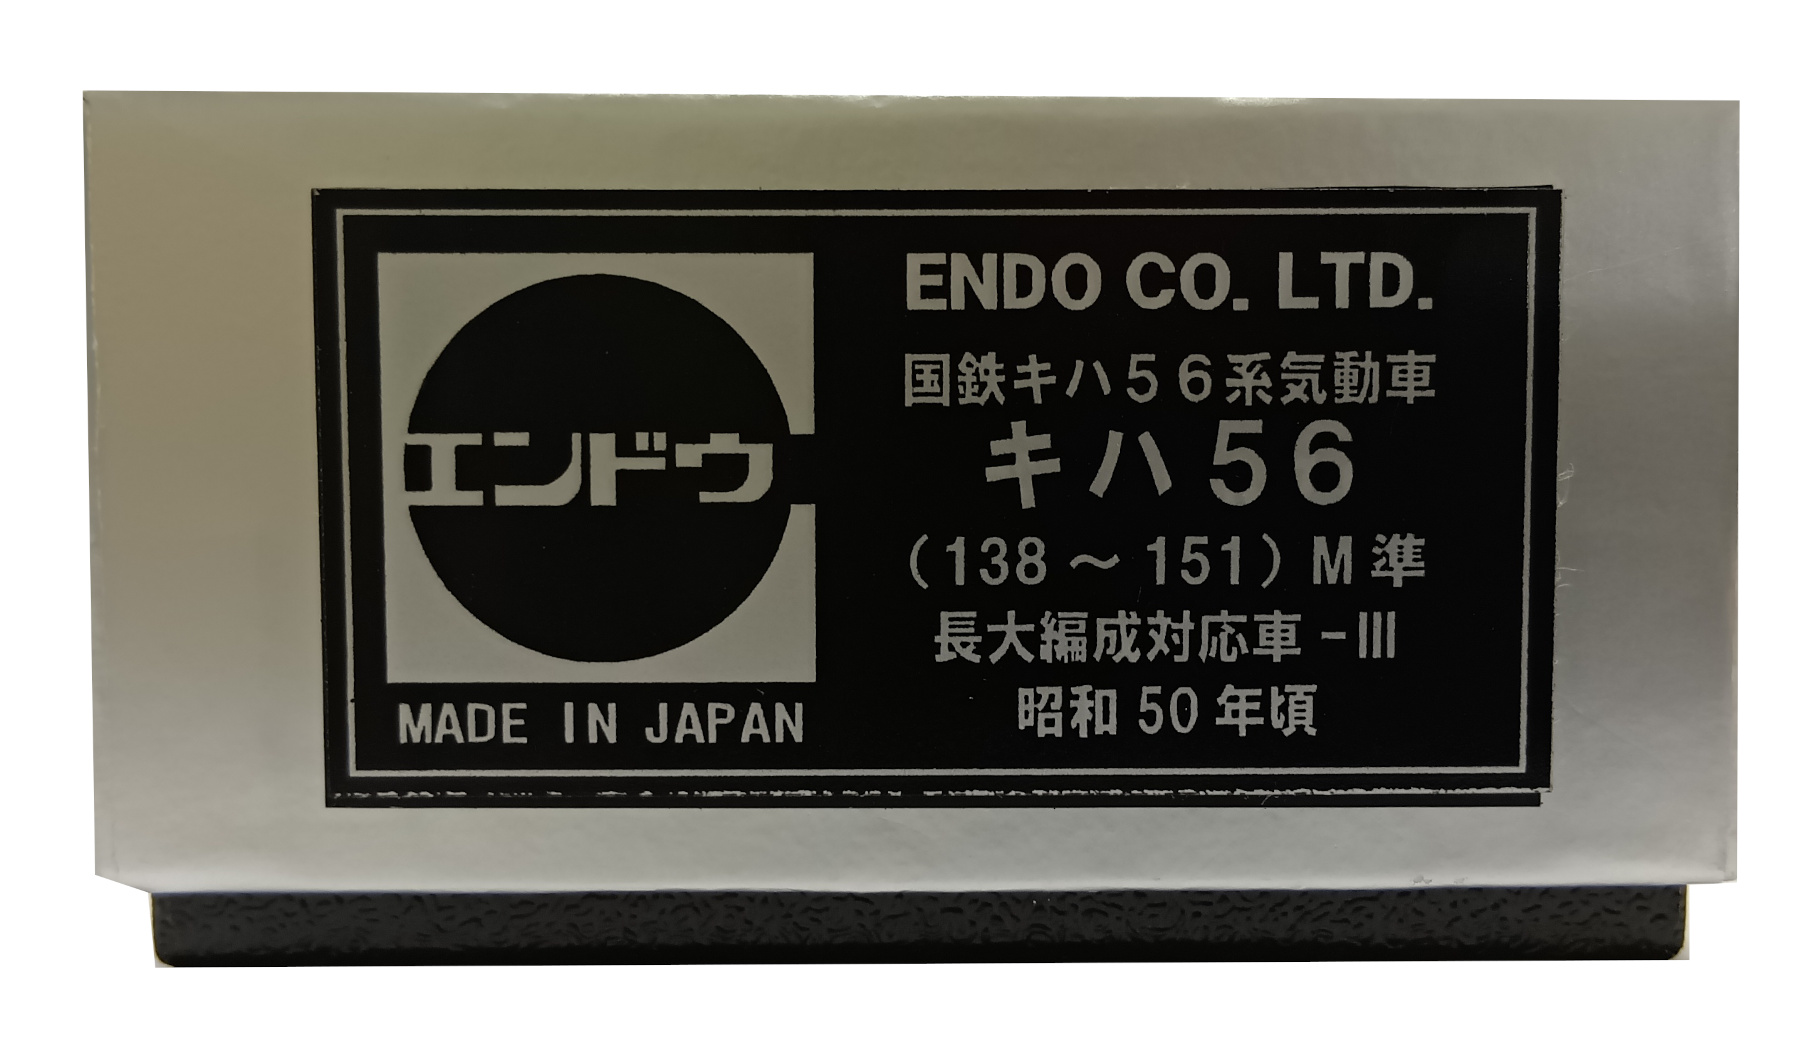 エンドウ
MADE IN JAPAN
ENDO CO. LTD.
国鉄キハ56系気動車
キハ56
(138～151) M準
長大編成対応車-III
昭和50年頃